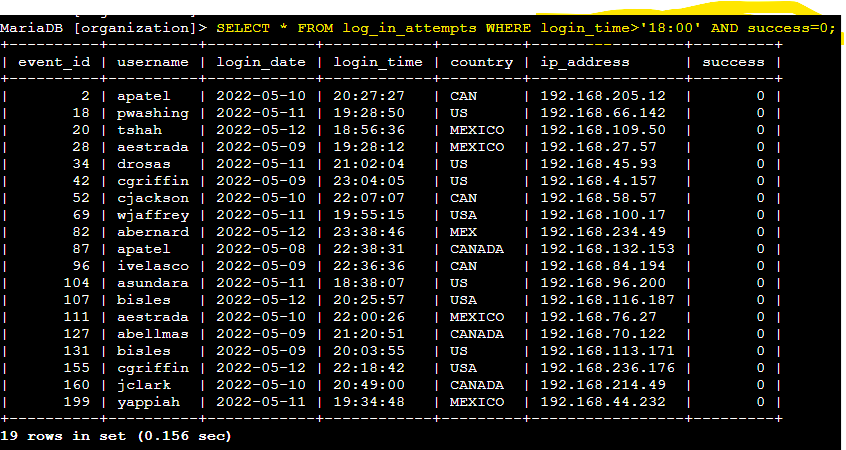 MariaDB [organization]> SELECT * FROM log_in_attempts WHERE login_time>'18:00' AND success=0;
+----------+----------+------------+------------+---------+-----------------+---------+
| event_id | username | login_date | login_time | country | ip_address      | success |
+----------+----------+------------+------------+---------+-----------------+---------+
|        2 | apatel   | 2022-05-10 | 20:27:27   | CAN     | 192.168.205.12  |       0 |
|       18 | pwashing | 2022-05-11 | 19:28:50   | US      | 192.168.66.142  |       0 |
|       20 | tshah    | 2022-05-12 | 18:56:36   | MEXICO  | 192.168.109.50  |       0 |
|       28 | aestrada | 2022-05-09 | 19:28:12   | MEXICO  | 192.168.27.57   |       0 |
|       34 | drosas   | 2022-05-11 | 21:02:04   | US      | 192.168.45.93   |       0 |
|       42 | cgriffin | 2022-05-09 | 23:04:05   | US      | 192.168.4.157   |       0 |
|       52 | cjackson | 2022-05-10 | 22:07:07   | CAN     | 192.168.58.57   |       0 |
|       69 | wjaffrey | 2022-05-11 | 19:55:15   | USA     | 192.168.100.17  |       0 |
|       82 | abernard | 2022-05-12 | 23:38:46   | MEX     | 192.168.234.49  |       0 |
|       87 | apatel   | 2022-05-08 | 22:38:31   | CANADA  | 192.168.132.153 |       0 |
|       96 | ivelasco | 2022-05-09 | 22:36:36   | CAN     | 192.168.84.194  |       0 |
|      104 | asundara | 2022-05-11 | 18:38:07   | US      | 192.168.96.200  |       0 |
|      107 | bisles   | 2022-05-12 | 20:25:57   | USA     | 192.168.116.187 |       0 |
|      111 | aestrada | 2022-05-10 | 22:00:26   | MEXICO  | 192.168.76.27   |       0 |
|      127 | abellmas | 2022-05-09 | 21:20:51   | CANADA  | 192.168.70.122  |       0 |
|      131 | bisles   | 2022-05-09 | 20:03:55   | US      | 192.168.113.171 |       0 |
|      155 | cgriffin | 2022-05-12 | 22:18:42   | USA     | 192.168.236.176 |       0 |
|      160 | jclark   | 2022-05-10 | 20:49:00   | CANADA  | 192.168.214.49  |       0 |
|      199 | yappiah  | 2022-05-11 | 19:34:48   | MEXICO  | 192.168.44.232  |       0 |
+----------+----------+------------+------------+---------+-----------------+---------+
19 rows in set (0.156 sec)